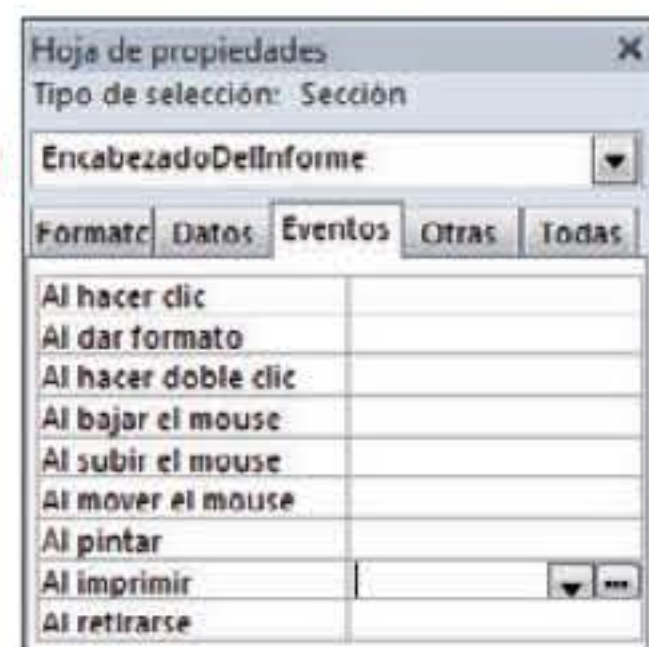 Hoja de propiedades
Tipo de selección: Sección
EncabezadoDelInforme
Formato Datos Eventos Otras Todas
Al hacer clic
Al dar formato
Al hacer doble clic
Al bajar el mouse
Al subir el mouse
Al mover el mouse
Al pintar
Al imprimir
Al retirarse